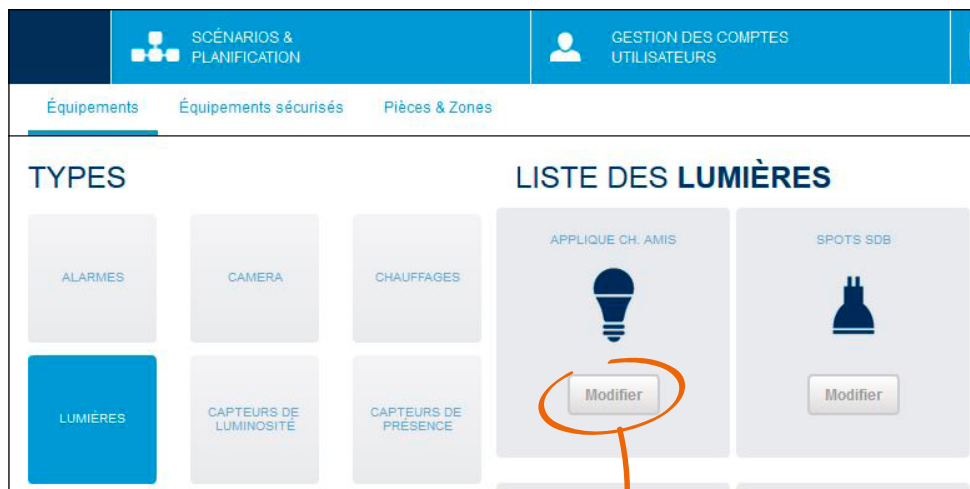 SCÉNARIOS &
PLANIFICATION
GESTION DES COMPTES
UTILISATEURS
Équipements
Équipements sécurisés
Pièces & Zones
TYPES
LISTE DES LUMIÈRES
ALARMES
CAMERA
CHAUFFAGES
APPLIQUE CH. AMIS
SPOTS SDB
LUMIÈRES
CAPTEURS DE
LUMINOSITÉ
CAPTEURS DE
PRÉSENCE
Modifier
Modifier